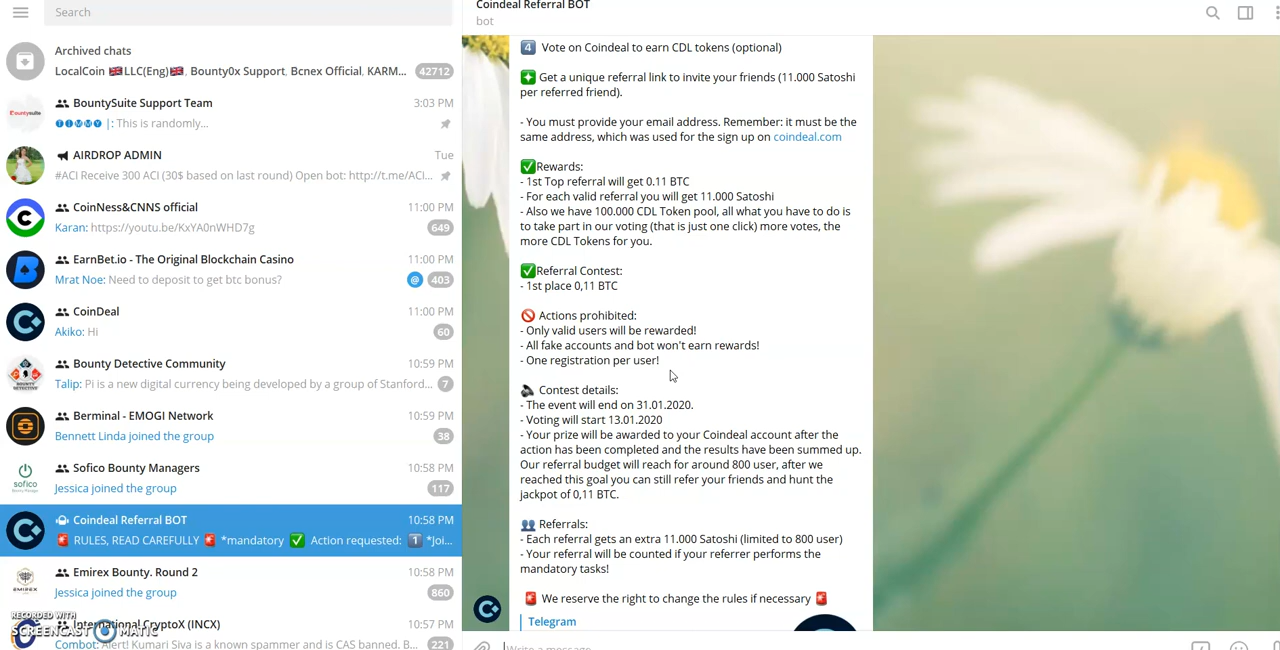 Search
Archived chats
LocalCoin 🇬🇧LLC(Eng)🇬🇧, Bounty0x Support, Bcnex Official, KARM... 42712
BountySuite Support Team 3:03 PM
🅣🅘🅜🅜🅨 |: This is randomly...
AIRDROP ADMIN Tue
#ACI Receive 300 ACI (30$ based on last round) Open bot: http://t.me/ACI...
CoinNess&CNNS official 11:00 PM
Karan: https://youtu.be/KxYA0nWHD7g 649
EarnBet.io - The Original Blockchain Casino 11:00 PM
Mrat Noe: Need to deposit to get btc bonus? @ 403
CoinDeal 11:00 PM
Akiko: Hi 60
Bounty Detective Community 10:59 PM
Talip: Pi is a new digital currency being developed by a group of Stanford... 7
Berminal - EMOGI Network 10:59 PM
Bennett Linda joined the group 38
Sofico Bounty Managers 10:58 PM
Jessica joined the group 117
Coindeal Referral BOT 10:58 PM
🚨 RULES, READ CAREFULLY 🚨 *mandatory ✅ Action requested: 1️⃣ *Joi...
Emirex Bounty. Round 2 10:58 PM
Jessica joined the group 860
International CryptoX (INCX) 10:57 PM
Combot: Alert! Kumari Siva is a known spammer and is CAS banned. B... 221
RECORDED WITH
SCREENCAST MATIC
Coindeal Referral BOT
bot
4️⃣ Vote on Coindeal to earn CDL tokens (optional)
Get a unique referral link to invite your friends (11.000 Satoshi
per referred friend).
- You must provide your email address. Remember: it must be the
same address, which was used for the sign up on coindeal.com
✅Rewards:
- 1st Top referral will get 0.11 BTC
- For each valid referral you will get 11.000 Satoshi
- Also we have 100.000 CDL Token pool, all what you have to do is
to take part in our voting (that is just one click) more votes, the
more CDL Tokens for you.
✅Referral Contest:
- 1st place 0,11 BTC
🚫 Actions prohibited:
- Only valid users will be rewarded!
- All fake accounts and bot won't earn rewards!
- One registration per user!
Contest details:
- The event will end on 31.01.2020.
- Voting will start 13.01.2020
- Your prize will be awarded to your Coindeal account after the
action has been completed and the results have been summed up.
Our referral budget will reach for around 800 user, after we
reached this goal you can still refer your friends and hunt the
jackpot of 0,11 BTC.
👥 Referrals:
- Each referral gets an extra 11.000 Satoshi (limited to 800 user)
- Your referral will be counted if your referrer performs the
mandatory tasks!
🚨 We reserve the right to change the rules if necessary 🚨
Telegram
Write a message...